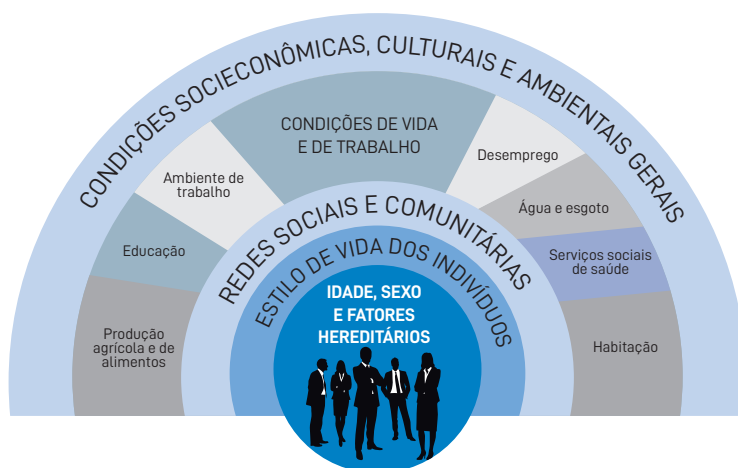 CONDIÇÕES SOCIECONÔMICAS, CULTURAIS E AMBIENTAIS GERAIS
CONDIÇÕES DE VIDA
E DE TRABALHO
Ambiente de
trabalho
Desemprego
Educação
Água e esgoto
Produção
agrícola e de
alimentos
Serviços sociais
de saúde
Habitação
REDES SOCIAIS E COMUNITÁRIAS
ESTILO DE VIDA DOS INDIVÍDUOS
IDADE, SEXO
E FATORES
HEREDITÁRIOS